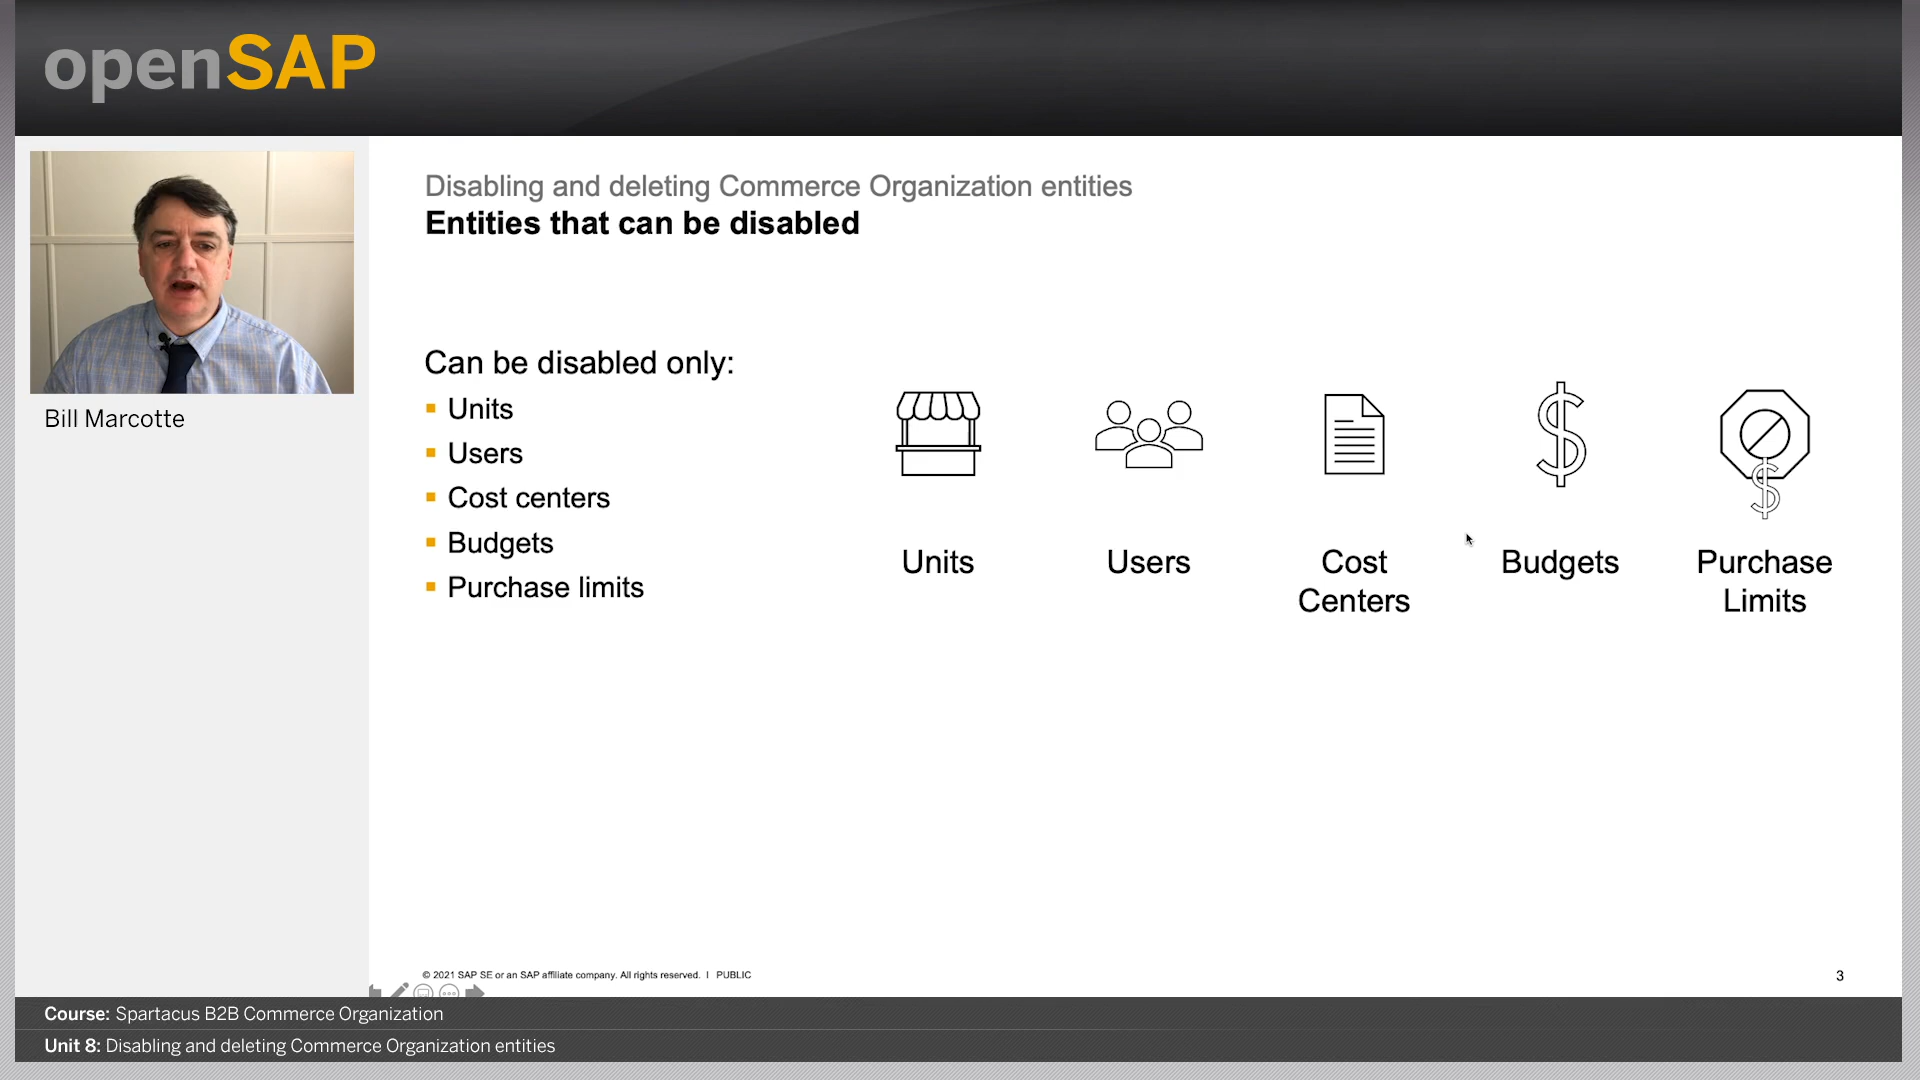 openSAP
Disabling and deleting Commerce Organization entities
Entities that can be disabled
Bill Marcotte
Can be disabled only:
Units
Users
Cost centers
Budgets
Purchase limits
Units
Users
Cost
Centers
Budgets
Purchase
Limits
© 2021 SAP SE or an SAP affiliate company. All rights reserved. I PUBLIC
3
Course: Spartacus B2B Commerce Organization
Unit 8: Disabling and deleting Commerce Organization entities